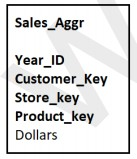 Sales_Aggr
Year_ID
Customer_Key
Store_key
Product_key
Dollars